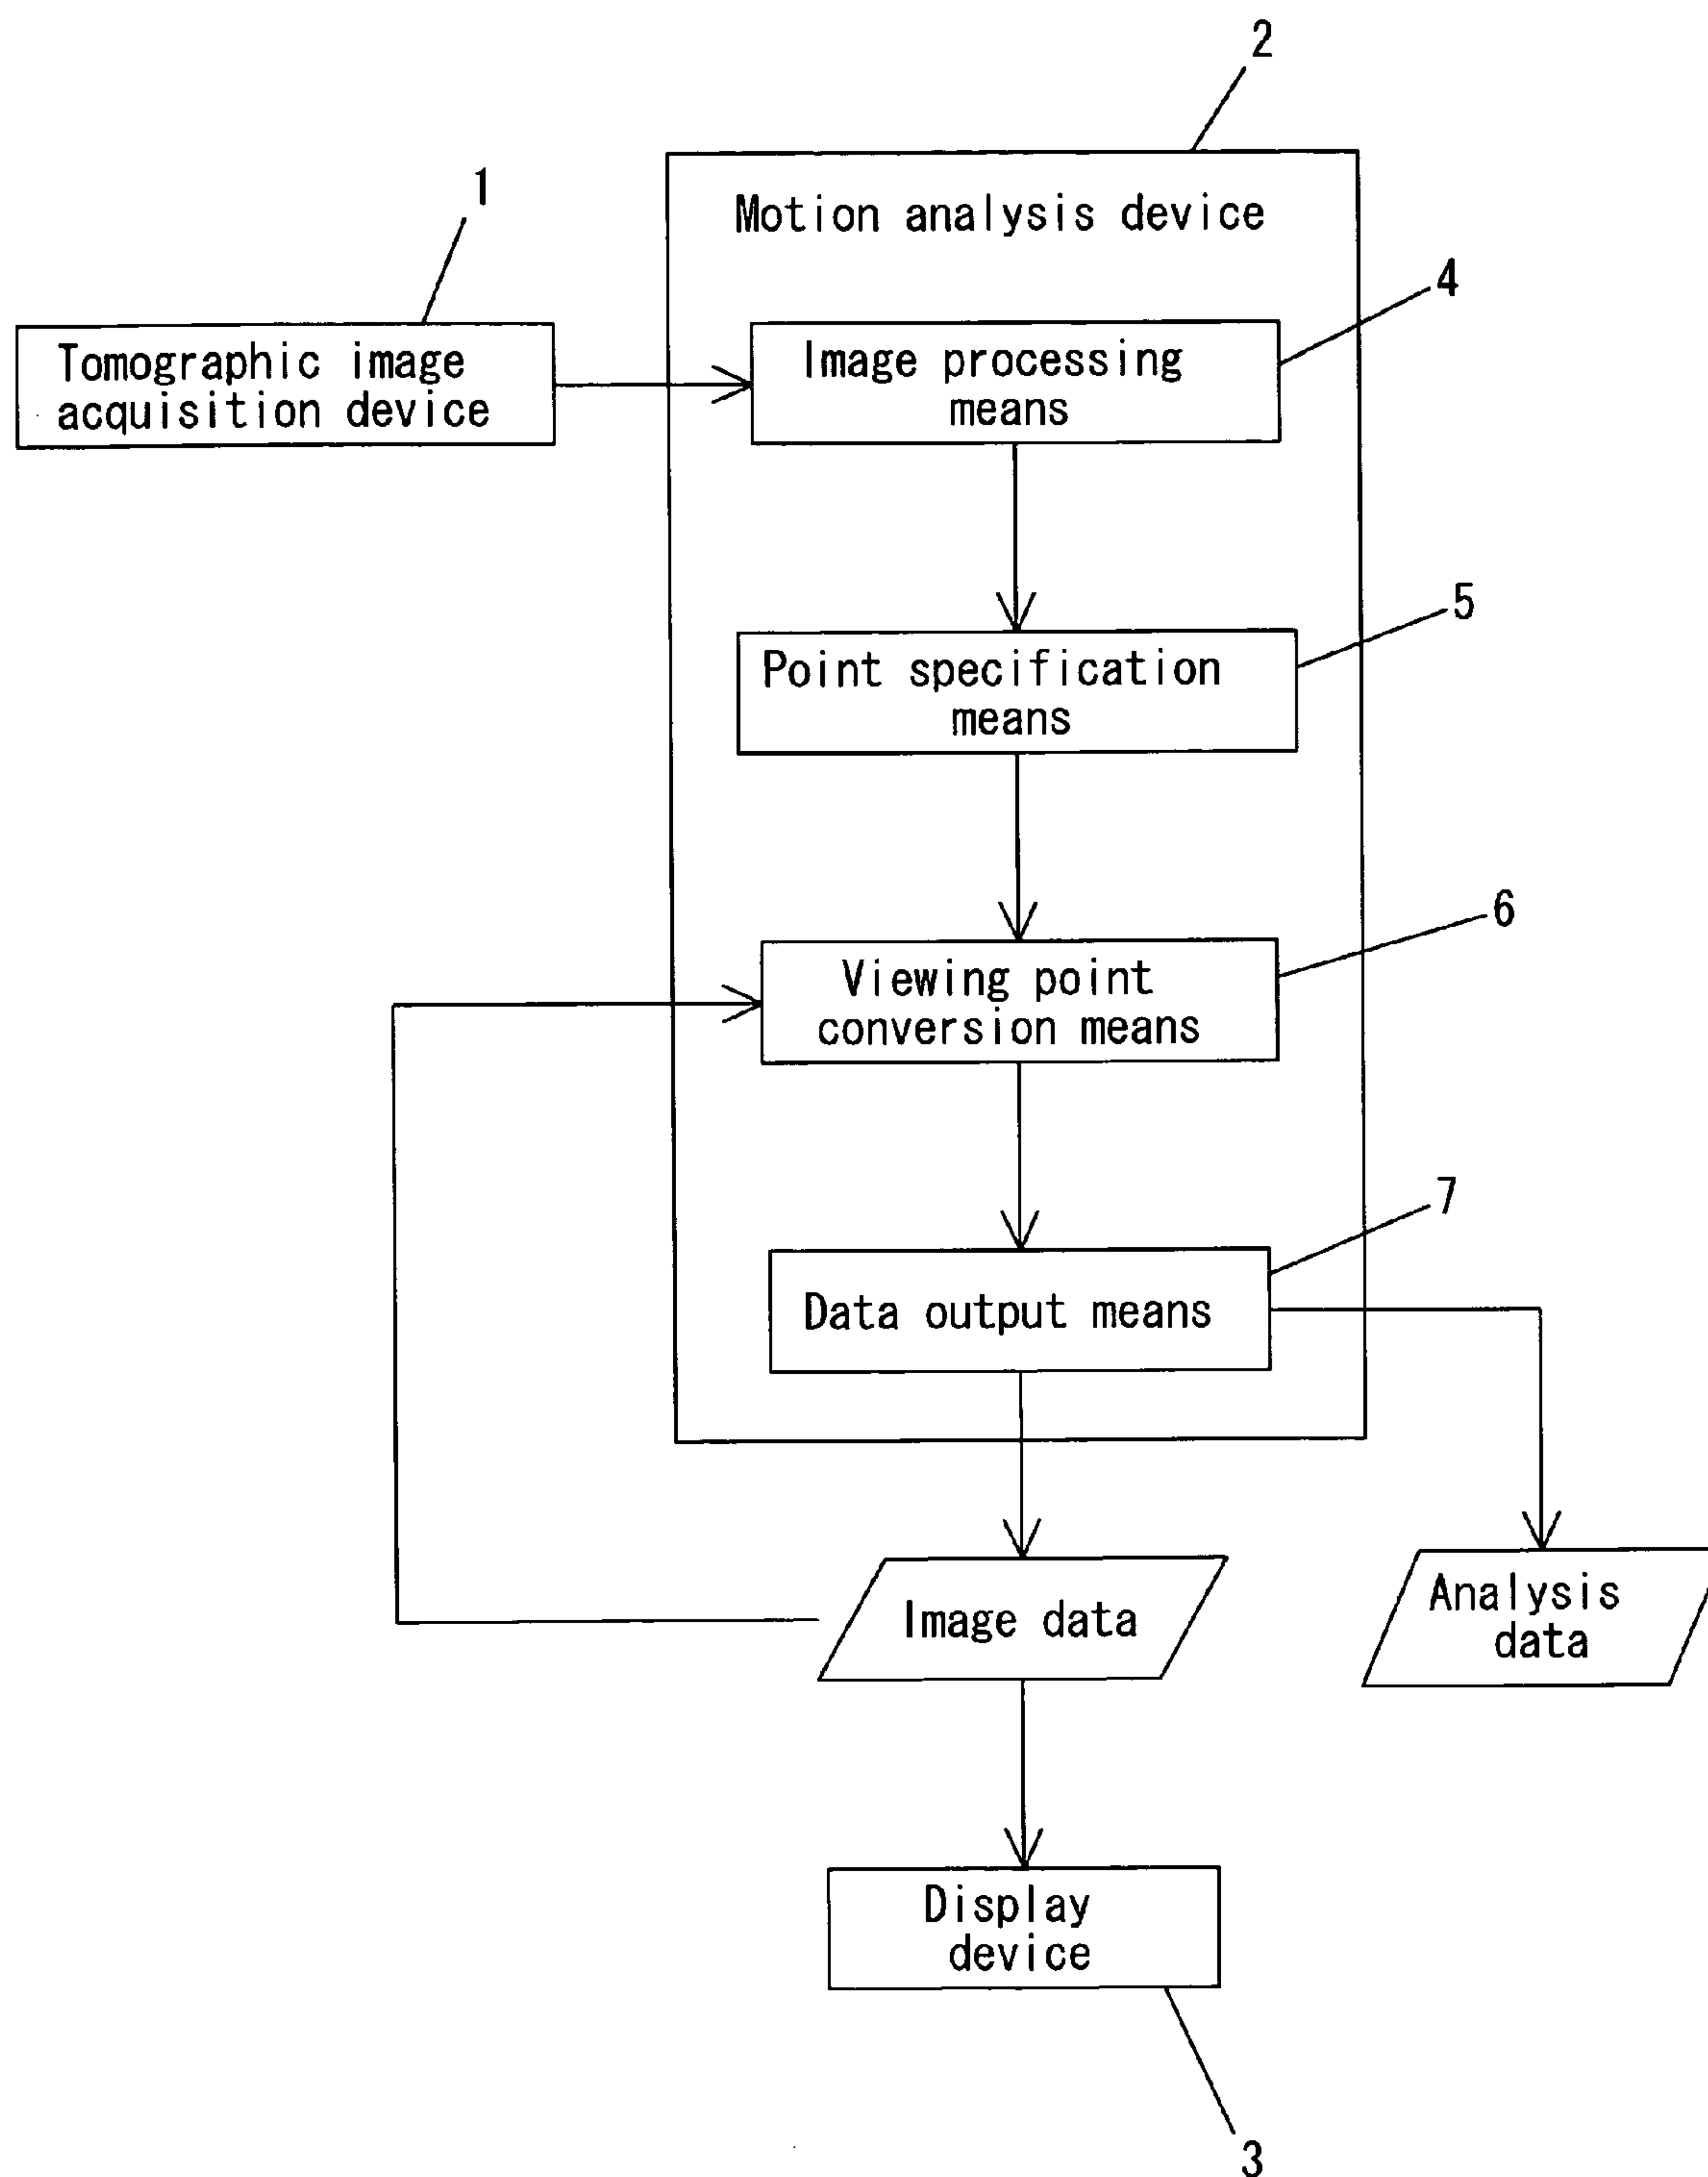 2
1
Motion analysis device
4
Tomographic image
acquisition device
Image processing
means
5
Point specification
means
6
Viewing point
conversion means
7
Data output means
Image data
Analysis
data
Display
device
3